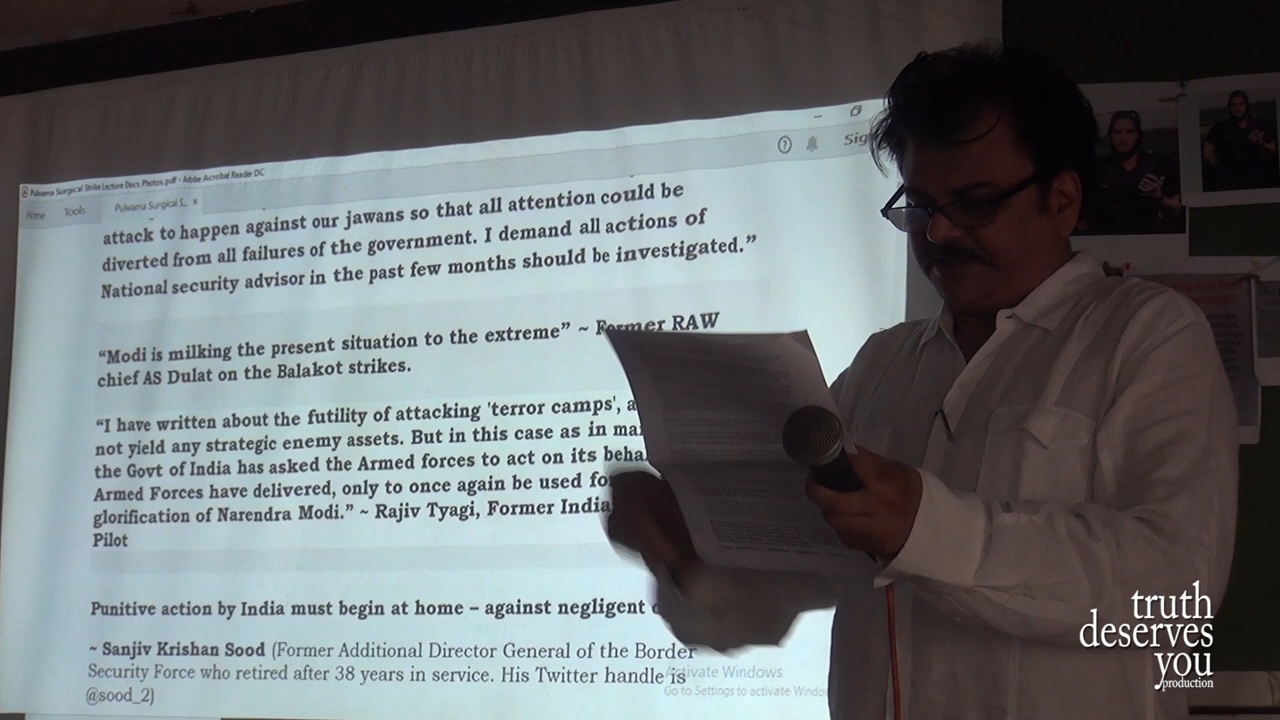 Pulwama Surgical Strike Lecture Docs Photos.pdf - Adobe Acrobat Reader DC
Home Tools Pulwama Surgical S... x
Sig
attack to happen against our jawans so that all attention could be
diverted from all failures of the government. I demand all actions of
National security advisor in the past few months should be investigated.”
“Modi is milking the present situation to the extreme” ~ Former RAW
chief AS Dulat on the Balakot strikes.
“I have written about the futility of attacking 'terror camps', a
not yield any strategic enemy assets. But in this case as in ma
the Govt of India has asked the Armed forces to act on its beha
Armed Forces have delivered, only to once again be used fo
glorification of Narendra Modi.” ~ Rajiv Tyagi, Former India
Pilot
Punitive action by India must begin at home – against negligent
~ Sanjiv Krishan Sood (Former Additional Director General of the Border
Security Force who retired after 38 years in service. His Twitter handle is
@sood_2)
Activate Windows
Go to Settings to activate Windo
truth
deserves
you
production